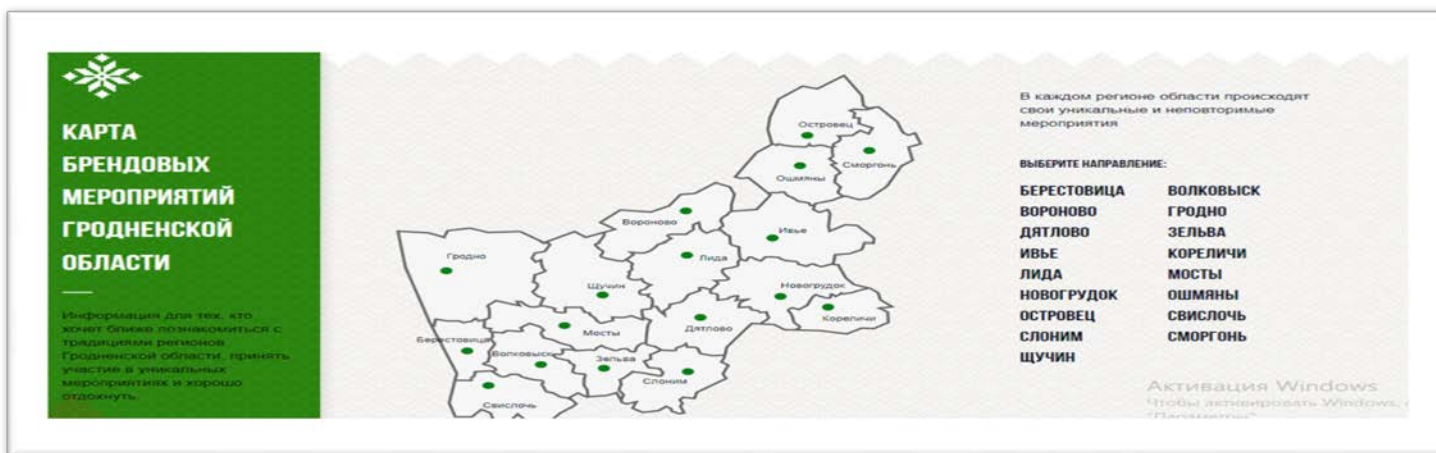 КАРТА
БРЕНДОВЫХ
МЕРОПРИЯТИЙ
ГРОДНЕНСКОЙ
ОБЛАСТИ
Информация для тех, кто
хочет ближе познакомиться с
традициями регионов
Гродненской области, принять
участие в уникальных
мероприятиях и хорошо
отдохнуть.
Островец
Сморгонь
Ошмяны
Вороново
Ивье
Гродно
Лида
Щучин
Новогрудок
Кореличи
Мосты
Дятлово
Берестовица
Волковыск
Зельва
Слоним
Свислочь
В каждом регионе области происходят
свои уникальные и неповторимые
мероприятия
ВЫБЕРИТЕ НАПРАВЛЕНИЕ:
БЕРЕСТОВИЦА ВОЛКОВЫСК
ВОРОНОВО ГРОДНО
ДЯТЛОВО ЗЕЛЬВА
ИВЬЕ КОРЕЛИЧИ
ЛИДА МОСТЫ
НОВОГРУДОК ОШМЯНЫ
ОСТРОВЕЦ СВИСЛОЧЬ
СЛОНИМ СМОРГОНЬ
ЩУЧИН
Активация Windows
Чтобы активировать Windows,
"Параметры"